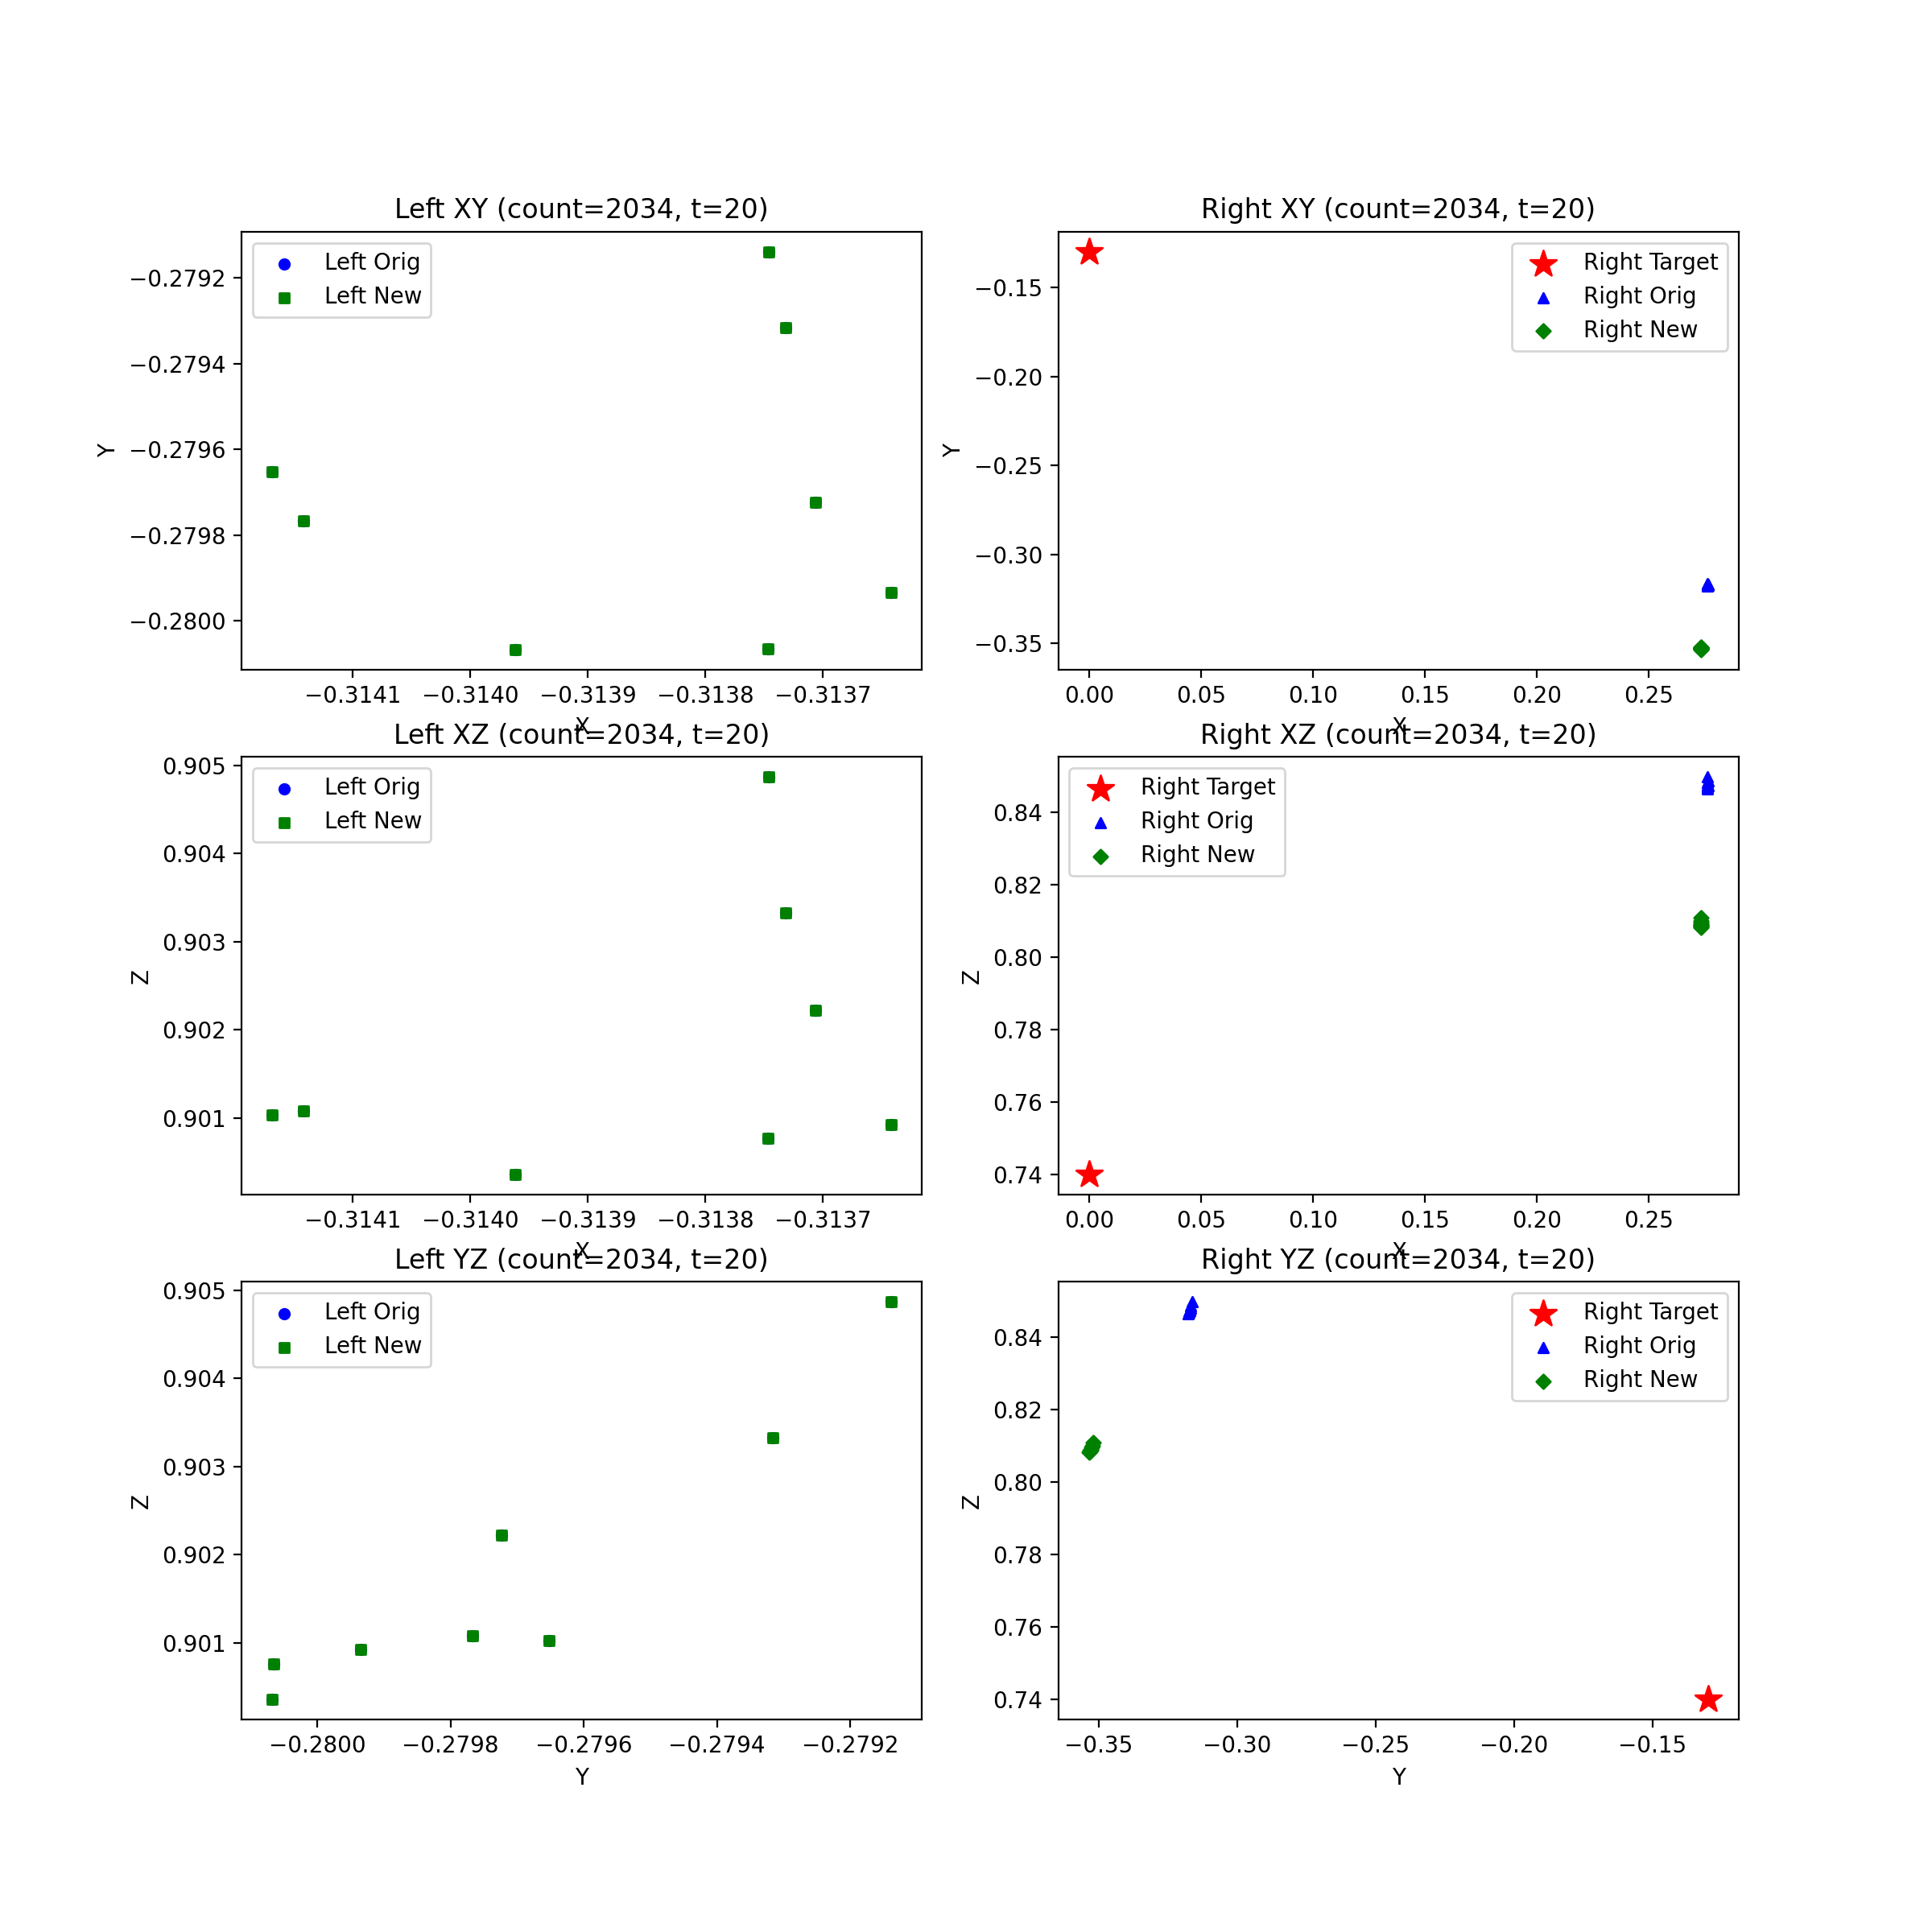 Left XY (count=2034, t=20)
Left Orig
Left New
Y
−0.2792
−0.2794
−0.2796
−0.2798
−0.2800
−0.3141
−0.3140
−0.3139
−0.3138
−0.3137
X
Right XY (count=2034, t=20)
Right Target
Right Orig
Right New
Y
−0.15
−0.20
−0.25
−0.30
−0.35
0.00
0.05
0.10
0.15
0.20
0.25
X
Left XZ (count=2034, t=20)
Left Orig
Left New
Z
0.905
0.904
0.903
0.902
0.901
−0.3141
−0.3140
−0.3139
−0.3138
−0.3137
X
Right XZ (count=2034, t=20)
Right Target
Right Orig
Right New
Z
0.84
0.82
0.80
0.78
0.76
0.74
0.00
0.05
0.10
0.15
0.20
0.25
X
Left YZ (count=2034, t=20)
Left Orig
Left New
Z
0.905
0.904
0.903
0.902
0.901
−0.2800
−0.2798
−0.2796
−0.2794
−0.2792
Y
Right YZ (count=2034, t=20)
Right Target
Right Orig
Right New
Z
0.84
0.82
0.80
0.78
0.76
0.74
−0.35
−0.30
−0.25
−0.20
−0.15
Y